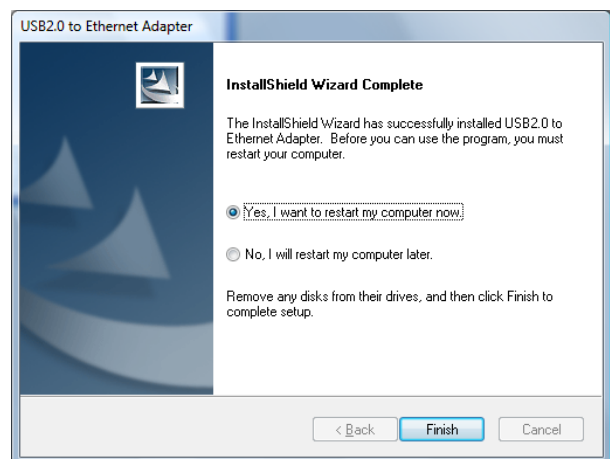 USB2.0 to Ethernet Adapter
InstallShield Wizard Complete
The InstallShield Wizard has successfully installed USB2.0 to
Ethernet Adapter.  Before you can use the program, you must
restart your computer.
Yes, I want to restart my computer now.
No, I will restart my computer later.
Remove any disks from their drives, and then click Finish to
complete setup.
< Back
Finish
Cancel